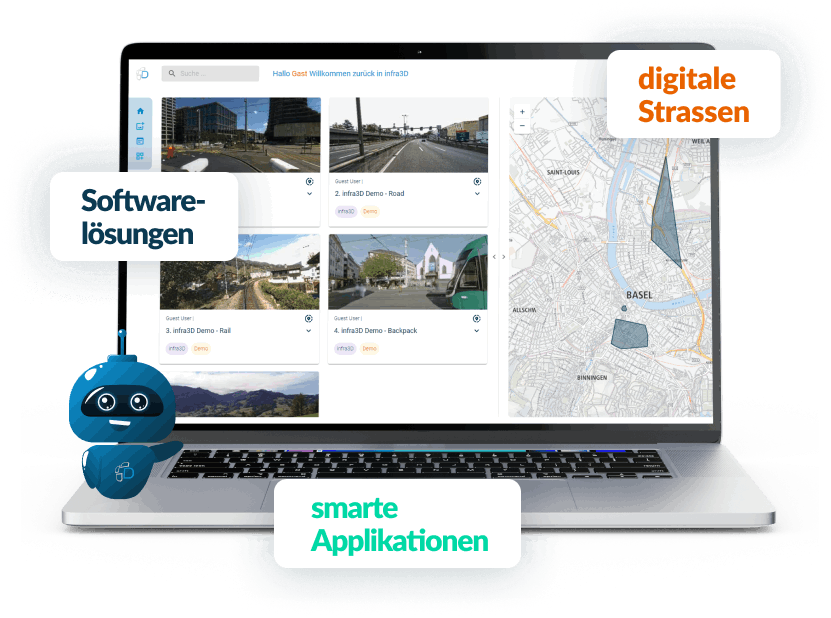 Suche ...
Hallo Gast Willkommen zurück in infra3D
digitale
Strassen
Software-
lösungen
Guest User |
2. infra3D Demo - Road
infra3D
Demo
Guest User |
3. infra3D Demo - Rail
infra3D
Demo
Guest User |
4. infra3D Demo - Backpack
infra3D
Demo
+
−
WEIL A
SAINT-LOUIS
BASEL
ALLSCHW
BINNINGEN
smarte
Applikationen